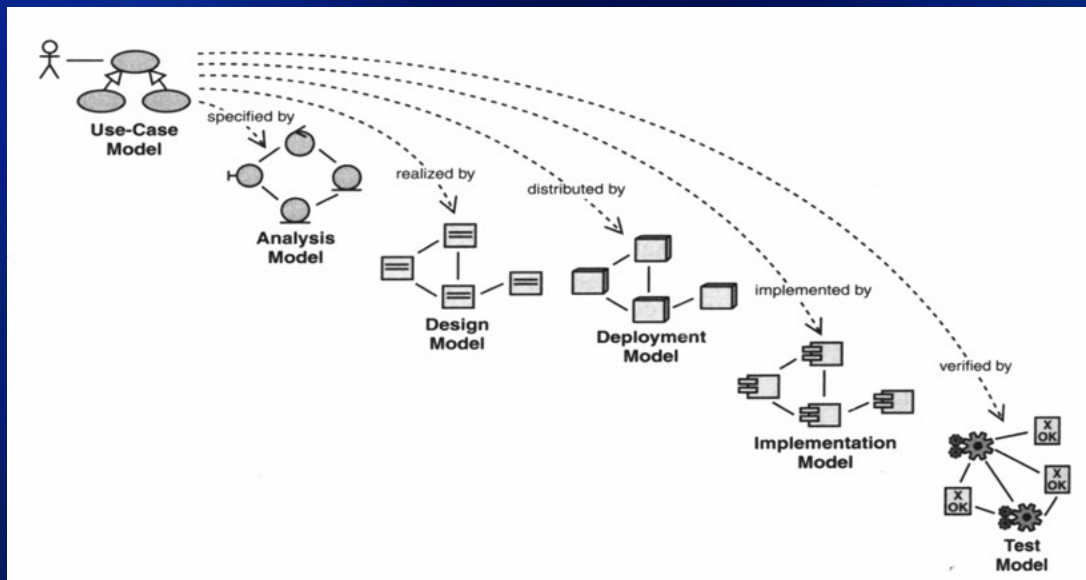 Use-Case
Model
specified by
Analysis
Model
realized by
Design
Model
distributed by
Deployment
Model
implemented by
Implementation
Model
verified by
X
OK
X
OK
X
OK
Test
Model